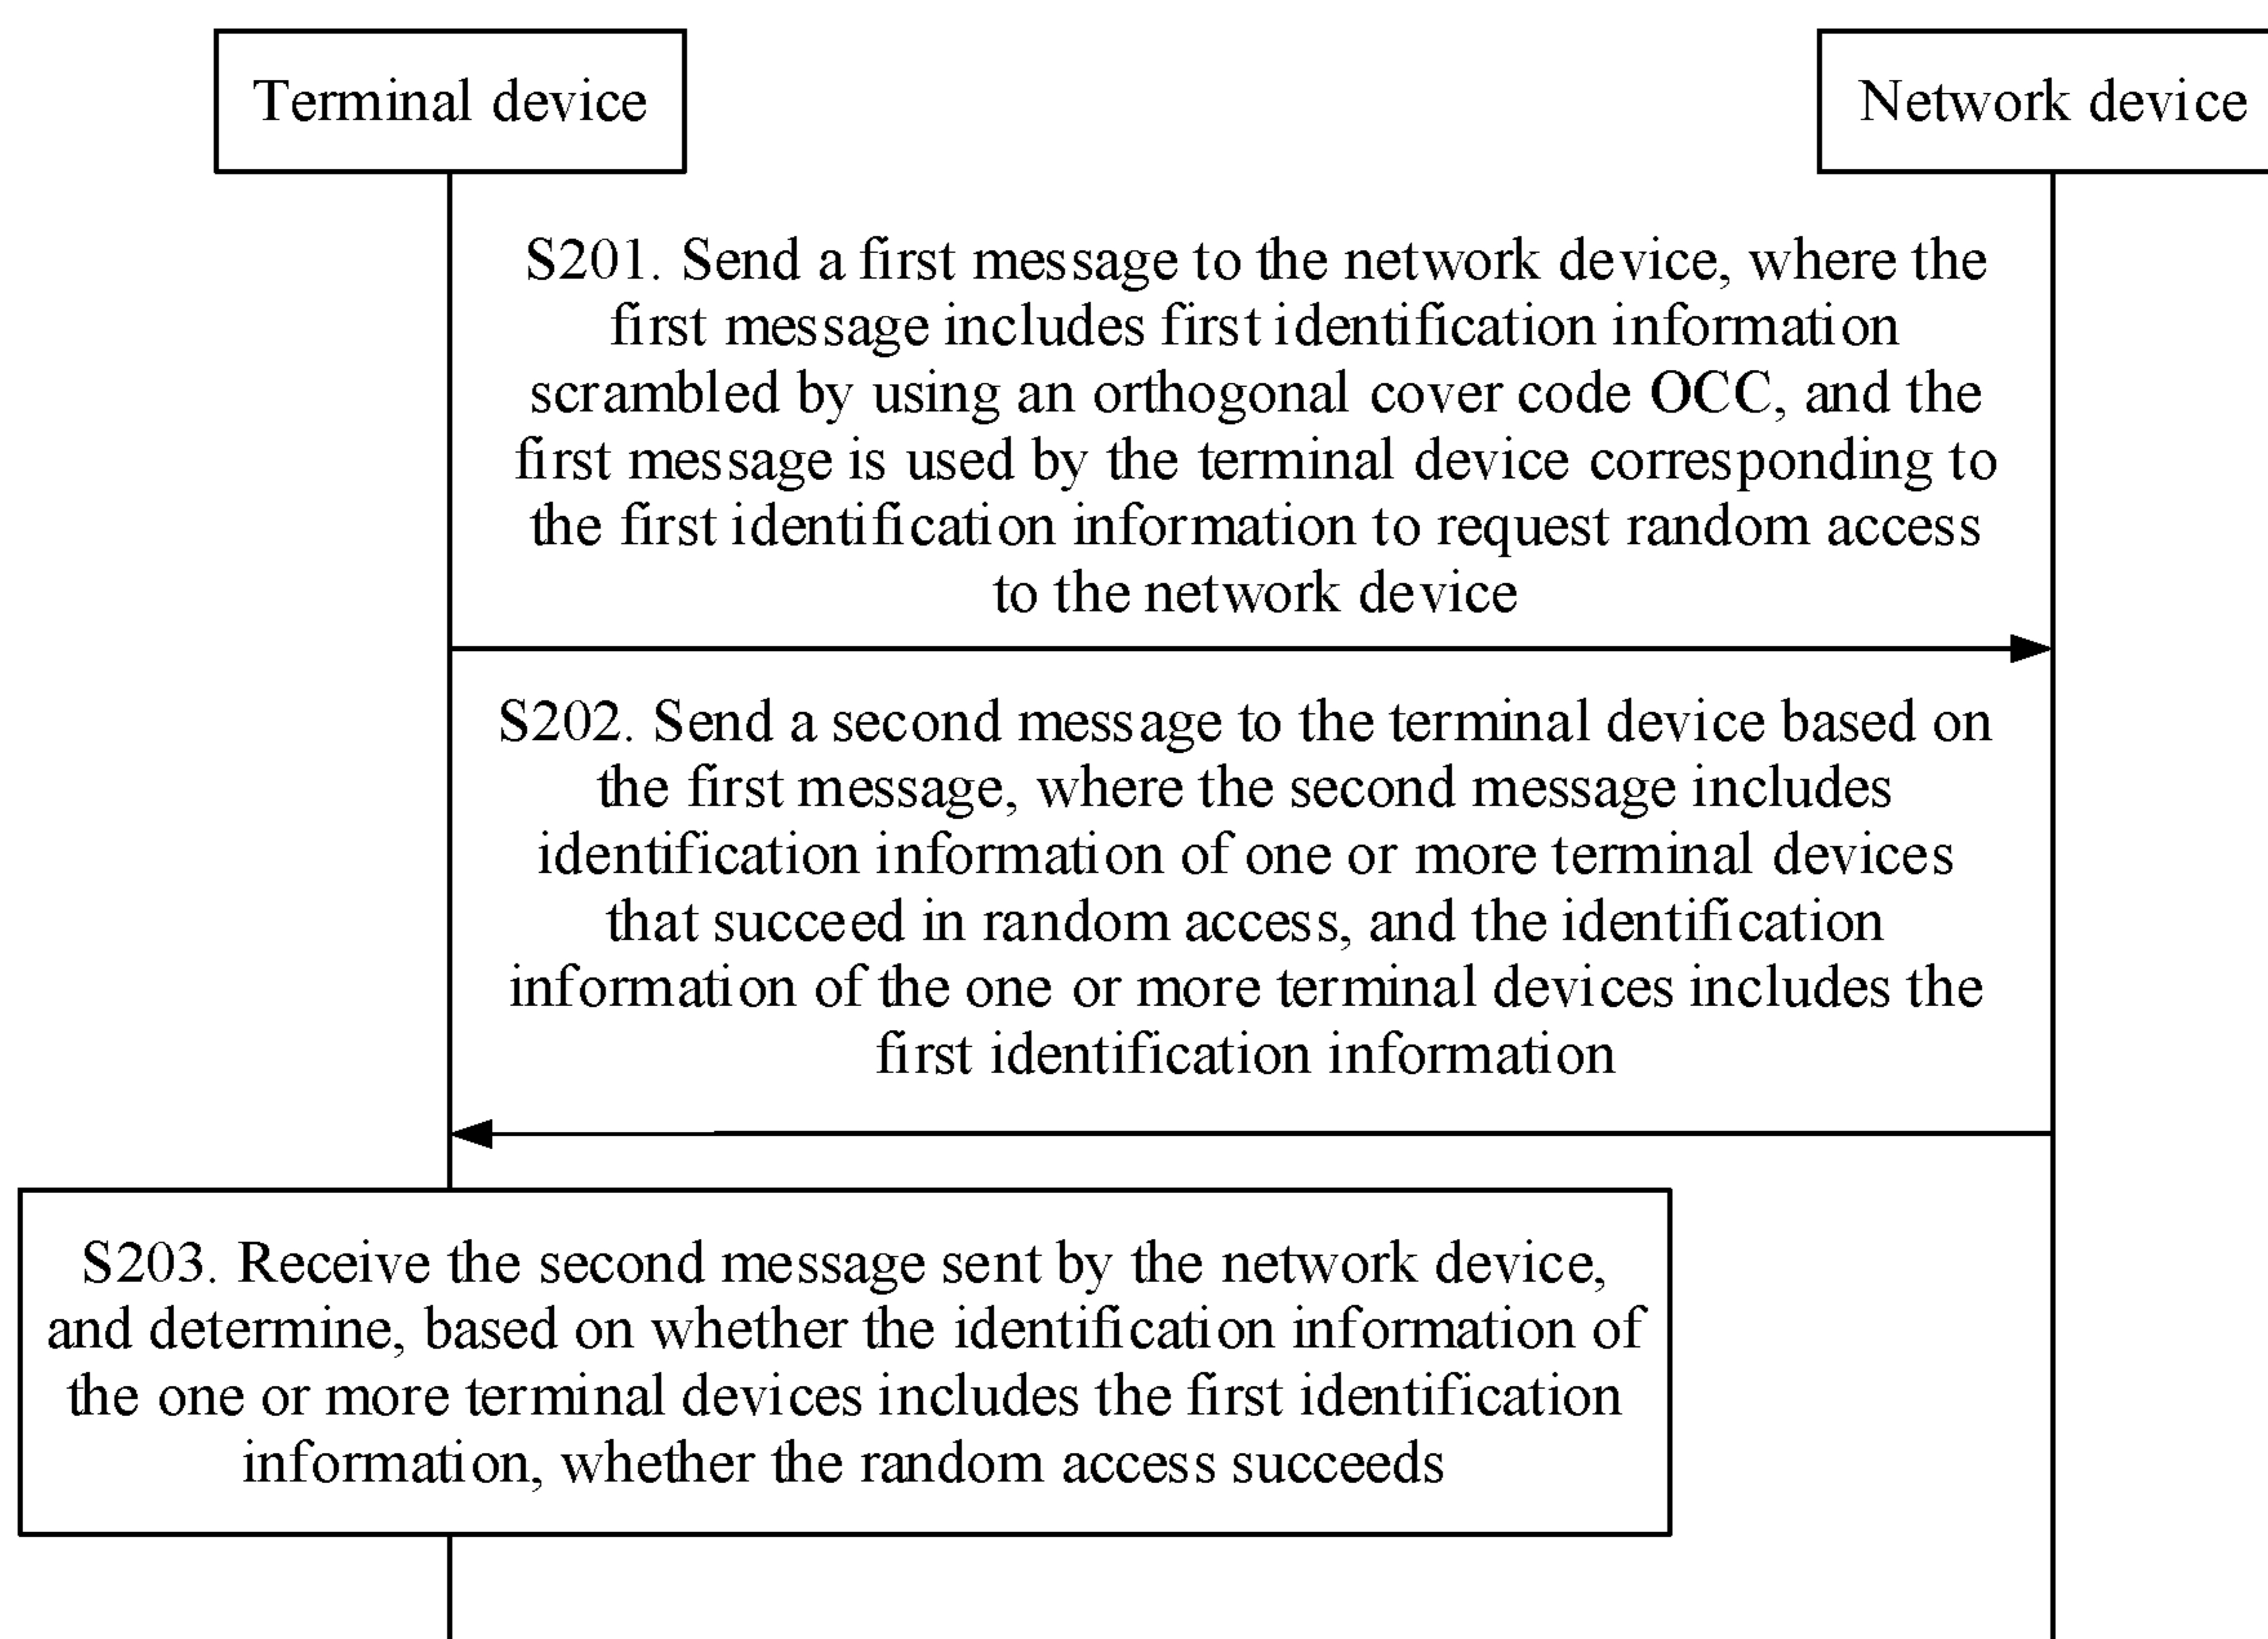 Terminal device
Network device
S201. Send a first message to the network device, where the
first message includes first identification information
scrambled by using an orthogonal cover code OCC, and the
first message is used by the terminal device corresponding to
the first identification information to request random access
to the network device
S202. Send a second message to the terminal device based on
the first message, where the second message includes
identification information of one or more terminal devices
that succeed in random access, and the identification
information of the one or more terminal devices includes the
first identification information
S203. Receive the second message sent by the network device,
and determine, based on whether the identification information of
the one or more terminal devices includes the first identification
information, whether the random access succeeds